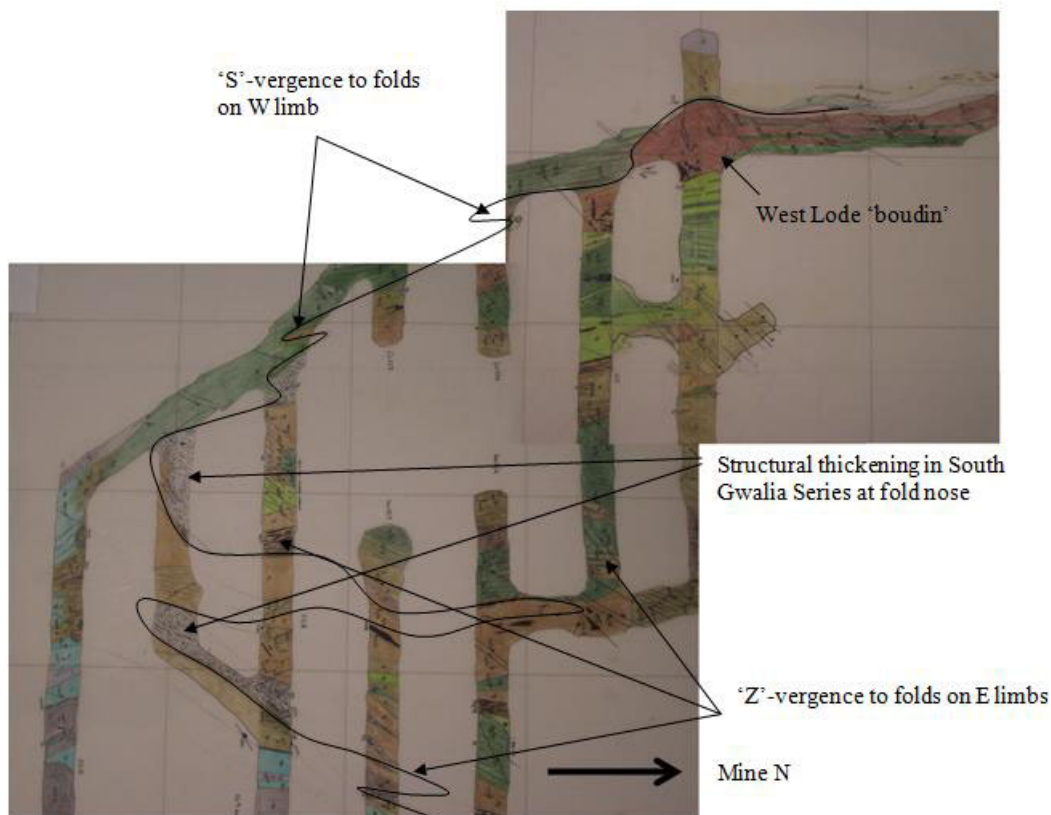 ‘S’-vergence to folds
on W limb
West Lode ‘boudin’
Structural thickening in South
Gwalia Series at fold nose
‘Z’-vergence to folds on E limbs
Mine N